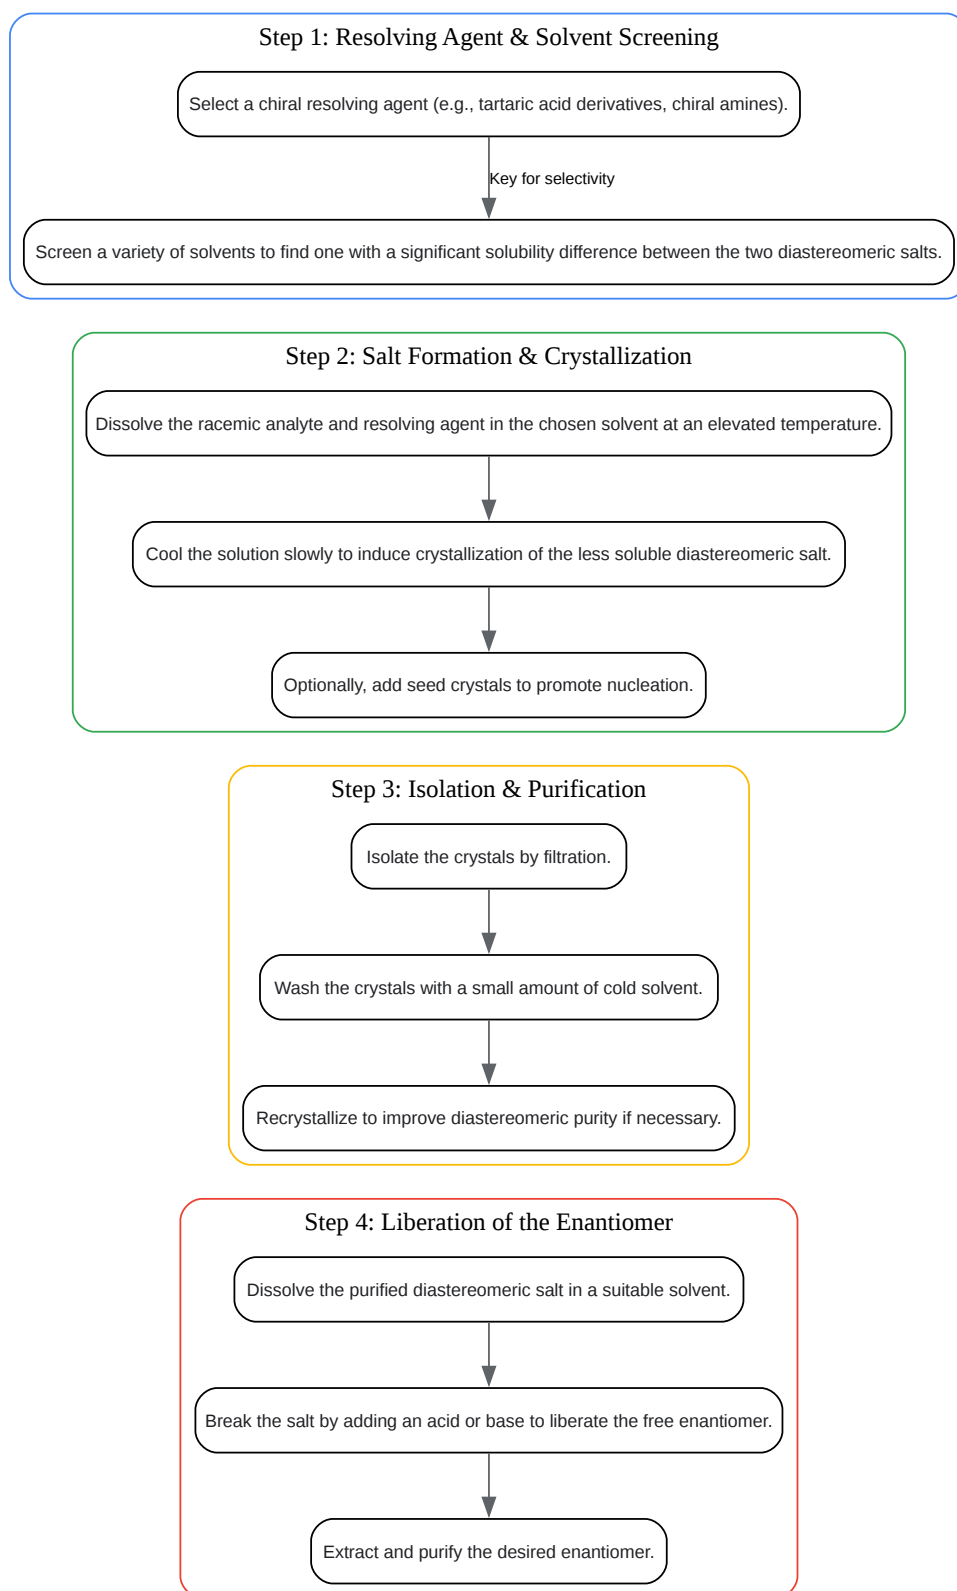 Step 1: Resolving Agent & Solvent Screening
Select a chiral resolving agent (e.g., tartaric acid derivatives, chiral amines).
Key for selectivity
Screen a variety of solvents to find one with a significant solubility difference between the two diastereomeric salts.
Step 2: Salt Formation & Crystallization
Dissolve the racemic analyte and resolving agent in the chosen solvent at an elevated temperature.
Cool the solution slowly to induce crystallization of the less soluble diastereomeric salt.
Optionally, add seed crystals to promote nucleation.
Step 3: Isolation & Purification
Isolate the crystals by filtration.
Wash the crystals with a small amount of cold solvent.
Recrystallize to improve diastereomeric purity if necessary.
Step 4: Liberation of the Enantiomer
Dissolve the purified diastereomeric salt in a suitable solvent.
Break the salt by adding an acid or base to liberate the free enantiomer.
Extract and purify the desired enantiomer.